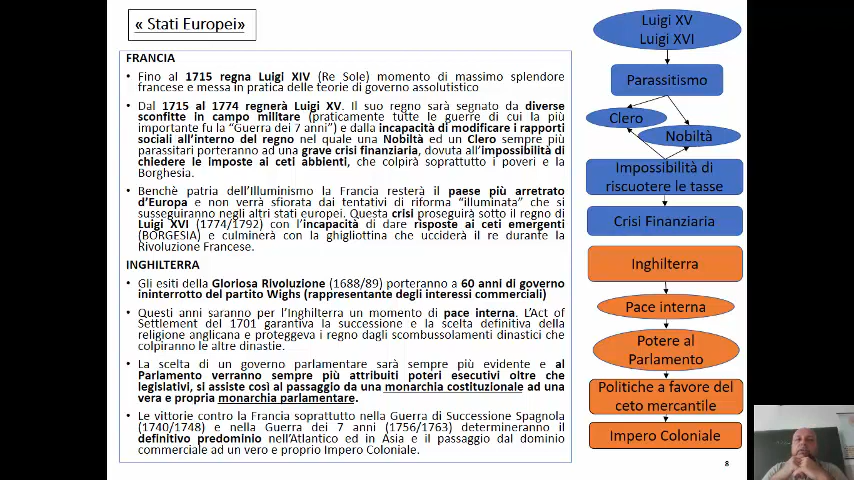 « Stati Europei»
FRANCIA
• Fino al 1715 regna Luigi XIV (Re Sole) momento di massimo splendore
francese e messa in pratica delle teorie di governo assolutistico
• Dal 1715 al 1774 regnerà Luigi XV. Il suo regno sarà segnato da diverse
sconfitte in campo militare (praticamente tutte le guerre di cui la più
importante fu la "Guerra dei 7 anni") e dalla incapacità di modificare i rapporti
sociali all'interno del regno nel quale una Nobiltà ed un Clero sempre più
parassitari porteranno ad una grave crisi finanziaria, dovuta all'impossibilità di
chiedere le imposte ai ceti abbienti, che colpirà soprattutto i poveri e la
Borghesia.
• Benchè patria dell'Illuminismo la Francia resterà il paese più arretrato
d'Europa e non verrà sfiorata dai tentativi di riforma "illuminata" che si
susseguiranno negli altri stati europei. Questa crisi proseguirà sotto il regno di
Luigi XVI (1774/1792) con l'incapacità di dare risposte ai ceti emergenti
(BORGESIA) e culminerà con la ghigliottina che ucciderà il re durante la
Rivoluzione Francese.
INGHILTERRA
• Gli esiti della Gloriosa Rivoluzione (1688/89) porteranno a 60 anni di governo
ininterrotto del partito Wighs (rappresentante degli interessi commerciali)
• Questi anni saranno per l'Inghilterra un momento di pace interna. L'Act of
Settlement del 1701 garantiva la successione e la scelta definitiva della
religione anglicana e proteggeva i regno dagli scombussolamenti dinastici che
colpiranno le altre dinastie.
• La scelta di un governo parlamentare sarà sempre più evidente e al
Parlamento verranno sempre più attribuiti poteri esecutivi oltre che
legislativi, si assiste così al passaggio da una monarchia costituzionale ad una
vera e propria monarchia parlamentare.
• Le vittorie contro la Francia soprattutto nella Guerra di Successione Spagnola
(1740/1748) e nella Guerra dei 7 anni (1756/1763) determineranno il
definitivo predominio nell'Atlantico ed in Asia e il passaggio dal dominio
commerciale ad un vero e proprio Impero Coloniale.
Luigi XV
Luigi XVI
Parassitismo
Clero
Nobiltà
Impossibilità di
riscuotere le tasse
Crisi Finanziaria
Inghilterra
Pace interna
Potere al
Parlamento
Politiche a favore del
ceto mercantile
Impero Coloniale
8